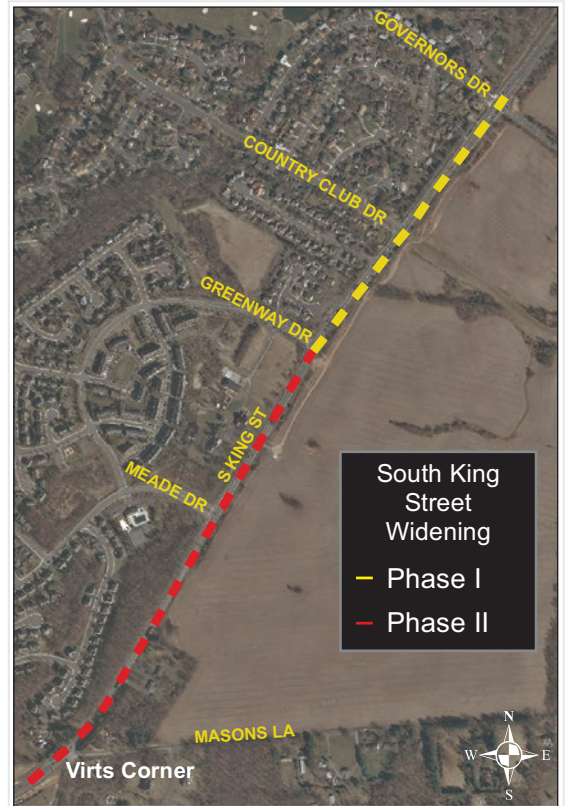 GOVERNORS DR
COUNTRY CLUB DR
GREENWAY DR
S KING ST
MEADE DR
South King
Street
Widening
Phase I
Phase II
MASONS LA
Virts Corner
N
W E
S